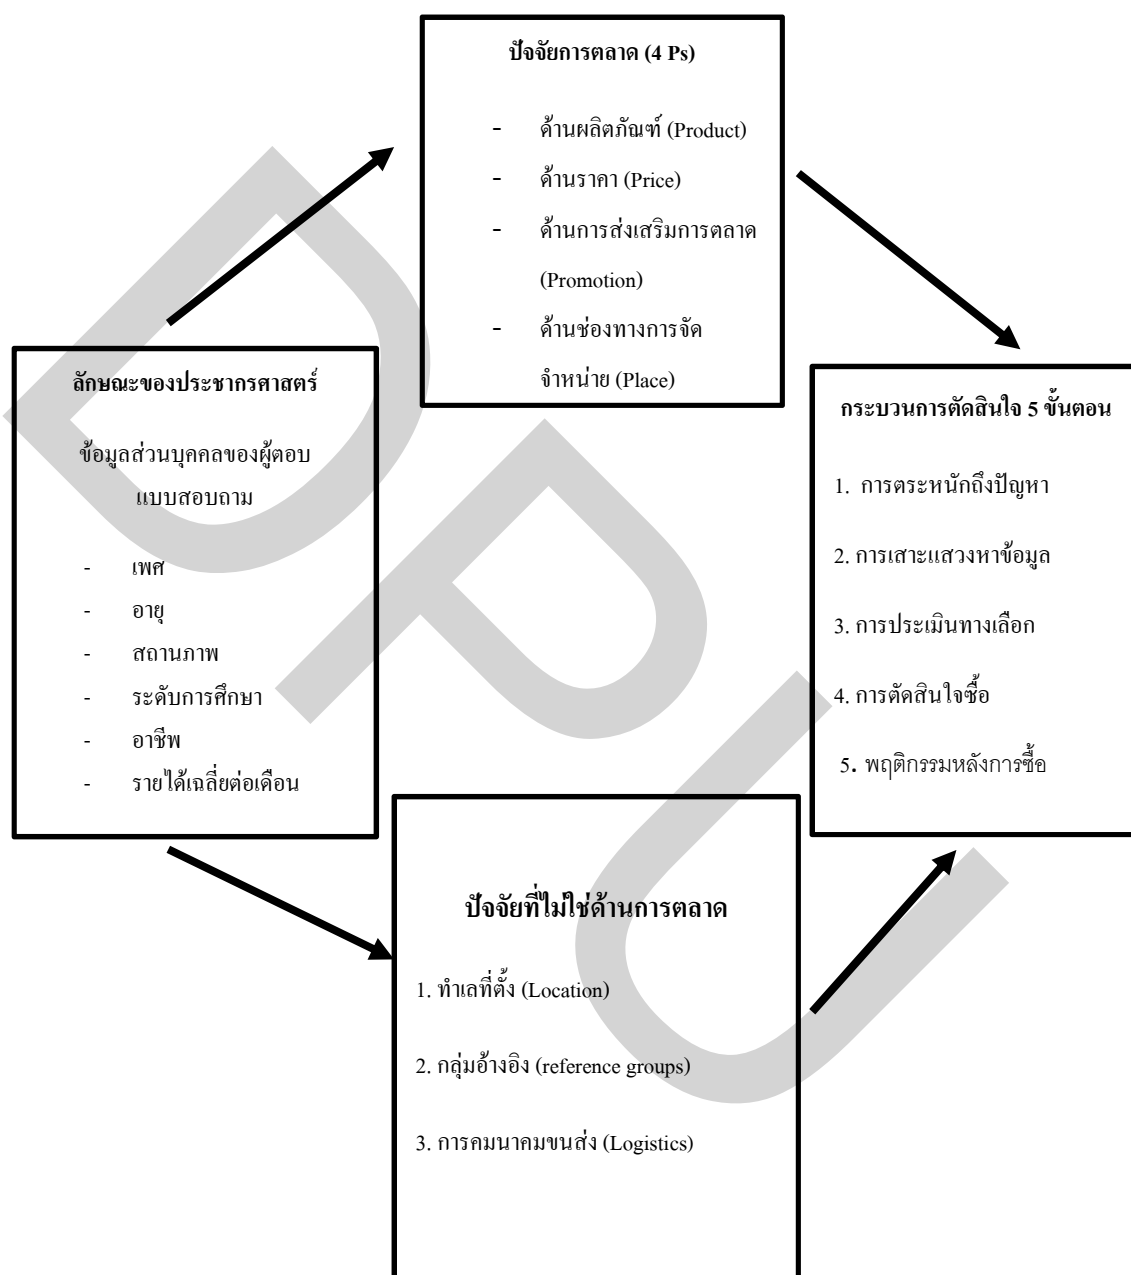 ปัจจัยการตลาด (4 Ps)
- ด้านผลิตภัณฑ์ (Product)
- ด้านราคา (Price)
- ด้านการส่งเสริมการตลาด
(Promotion)
- ด้านช่องทางการจัด
จำหน่าย (Place)
ลักษณะของประชากรศาสตร์
ข้อมูลส่วนบุคคลของผู้ตอบ
แบบสอบถาม
- เพศ
- อายุ
- สถานภาพ
- ระดับการศึกษา
- อาชีพ
- รายได้เฉลี่ยต่อเดือน
กระบวนการตัดสินใจ 5 ขั้นตอน
1. การตระหนักถึงปัญหา
2. การเสาะแสวงหาข้อมูล
3. การประเมินทางเลือก
4. การตัดสินใจซื้อ
5. พฤติกรรมหลังการซื้อ
ปัจจัยที่ไม่ใช่ด้านการตลาด
1. ทำเลที่ตั้ง (Location)
2. กลุ่มอ้างอิง (reference groups)
3. การคมนาคมขนส่ง (Logistics)
DPU